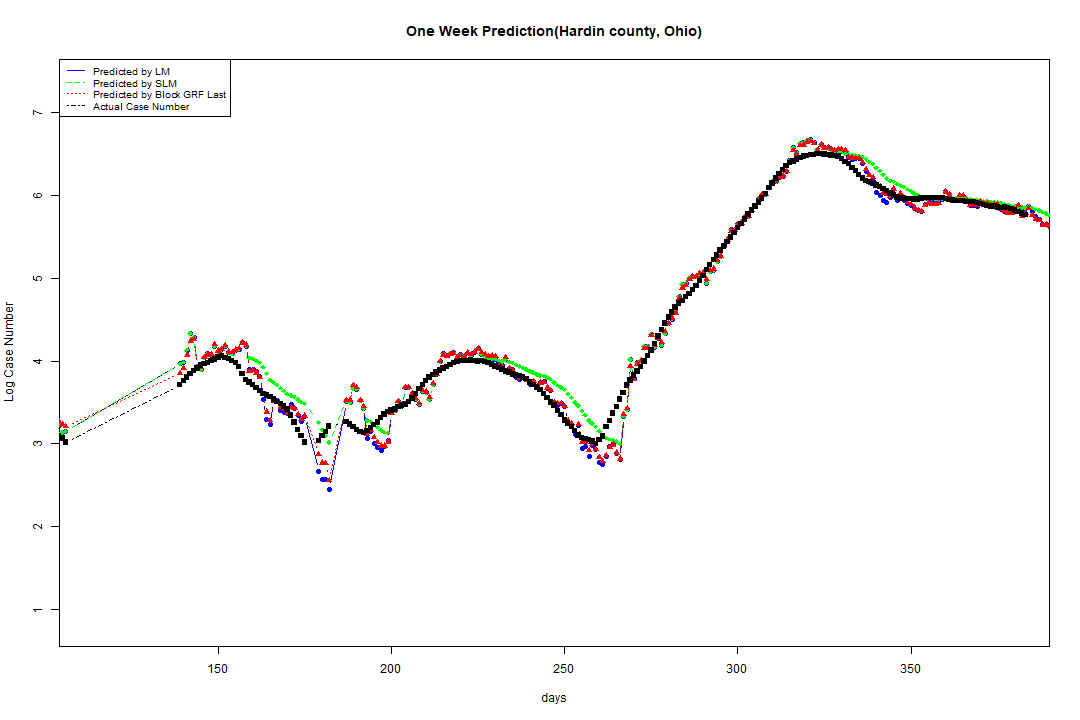 One Week Prediction(Hardin county, Ohio)
Predicted by LM
Predicted by SLM
Predicted by Block GRF Last
Actual Case Number
7
6
5
4
3
2
1
Log Case Number
150
200
250
300
350
days